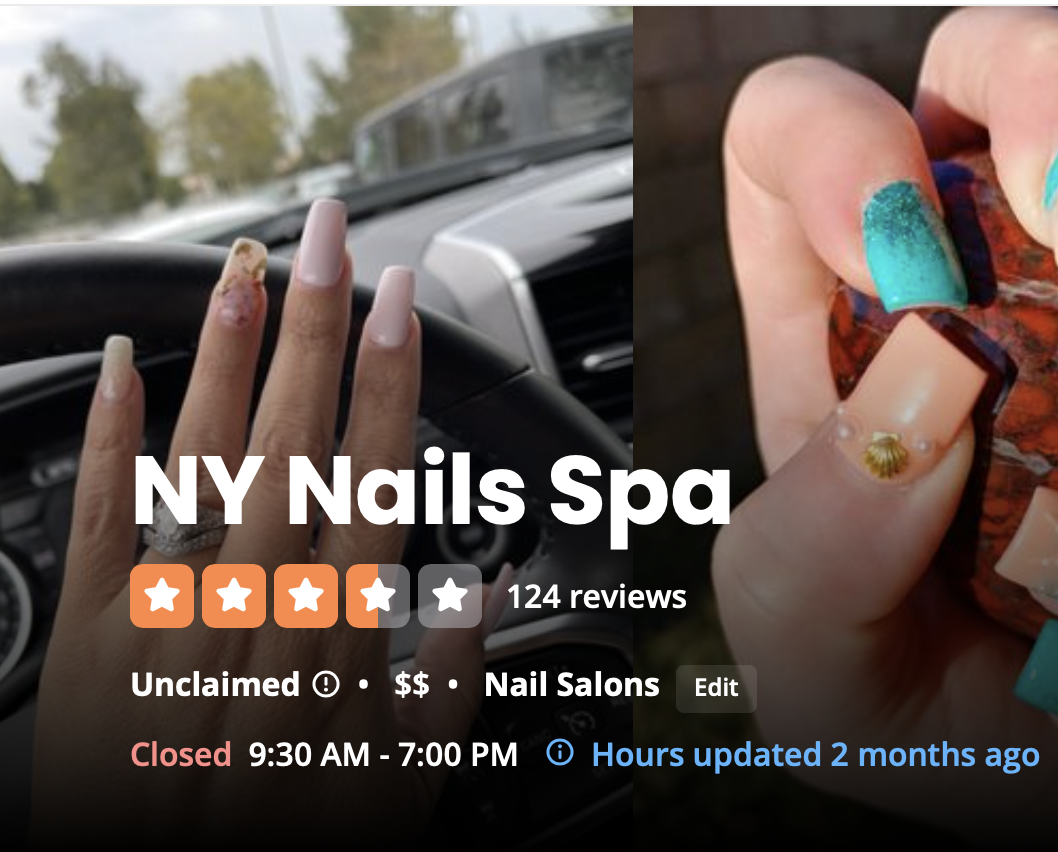 NY Nails Spa
124 reviews
Unclaimed • $$ • Nail Salons Edit
Closed 9:30 AM - 7:00 PM Hours updated 2 months ago